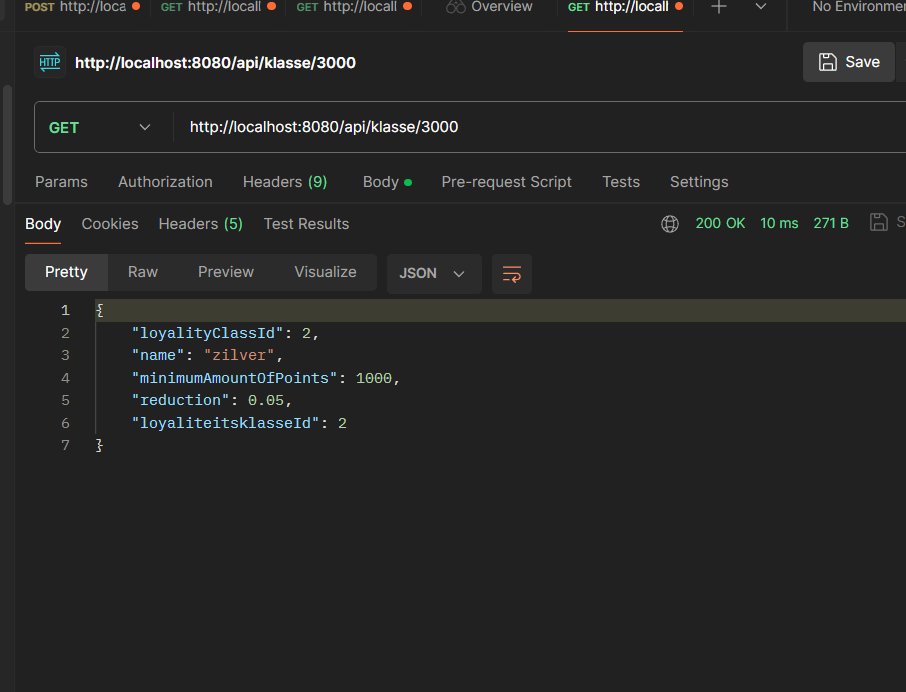 POST http://loca GET http://locall GET http://locall Overview GET http://locall No Environmen
HTTP http://localhost:8080/api/klasse/3000 Save
GET http://localhost:8080/api/klasse/3000
Params Authorization Headers (9) Body Pre-request Script Tests Settings
Body Cookies Headers (5) Test Results 200 OK 10 ms 271 B S
Pretty Raw Preview Visualize JSON
1 {
2 "loyalityClassId": 2,
3 "name": "zilver",
4 "minimumAmountOfPoints": 1000,
5 "reduction": 0.05,
6 "loyaliteitsklasseId": 2
7 }